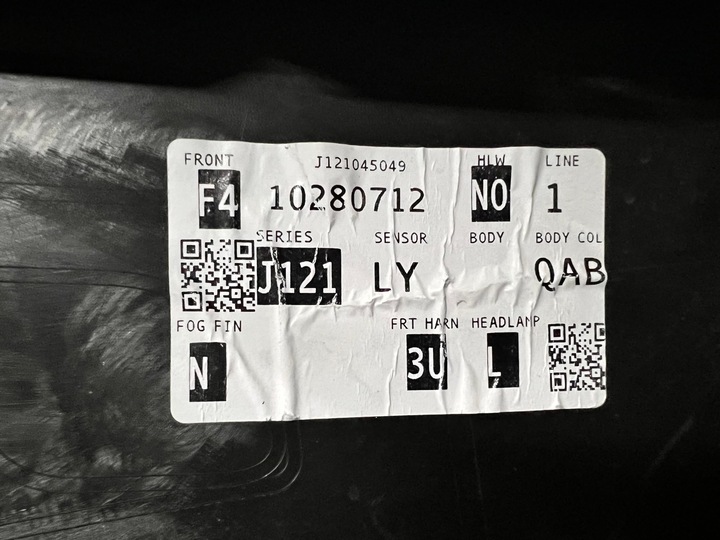 FRONT J121045049 HLW LINE
F4 10280712 NO 1
SERIES SENSOR BODY BODY COL
J121 LY QAB
FOG FIN FRT HARN HEADLAMP
N 3U L